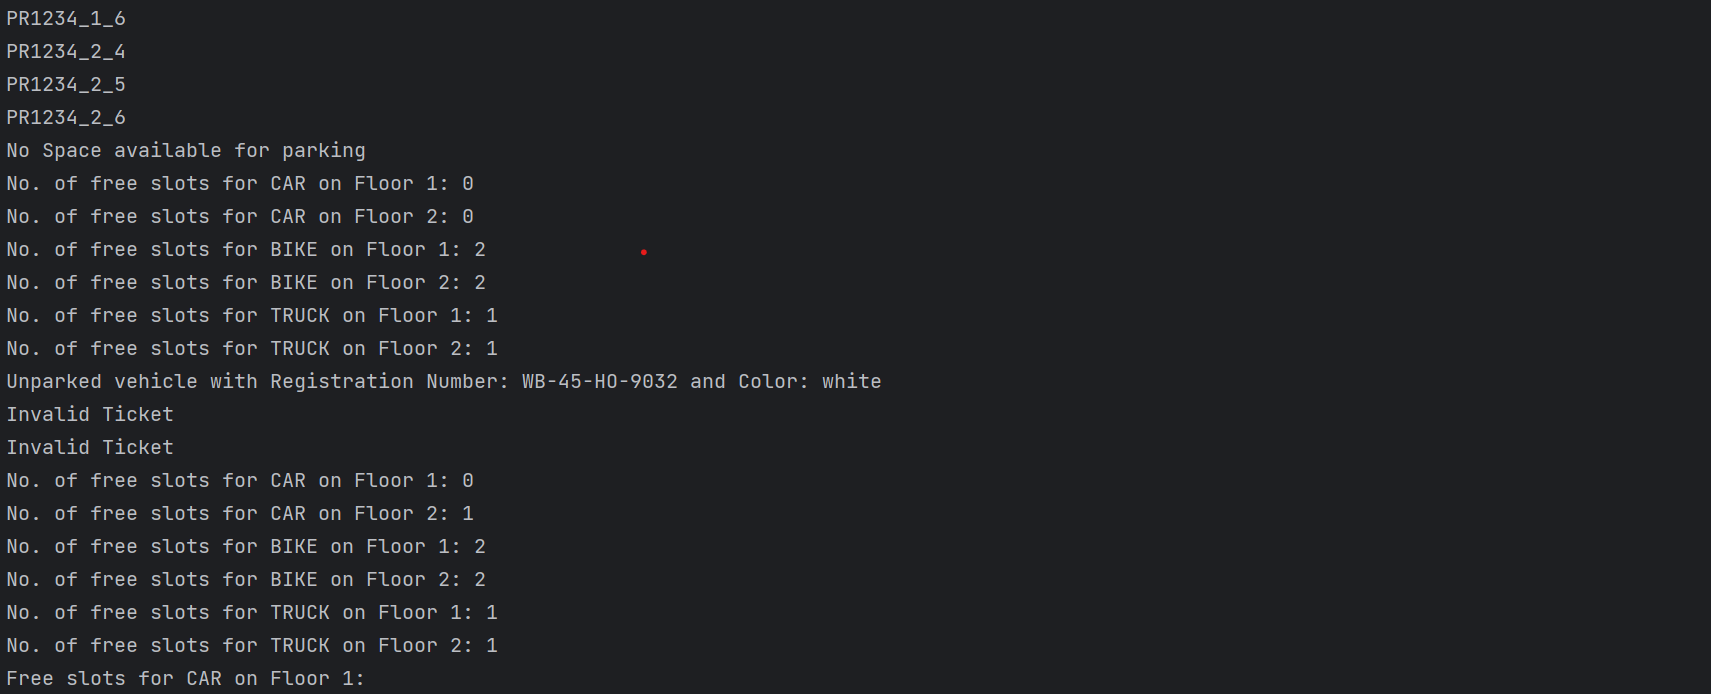 PR1234_1_6
PR1234_2_4
PR1234_2_5
PR1234_2_6
No Space available for parking
No. of free slots for CAR on Floor 1: 0
No. of free slots for CAR on Floor 2: 0
No. of free slots for BIKE on Floor 1: 2
No. of free slots for BIKE on Floor 2: 2
No. of free slots for TRUCK on Floor 1: 1
No. of free slots for TRUCK on Floor 2: 1
Unparked vehicle with Registration Number: WB-45-HO-9032 and Color: white
Invalid Ticket
Invalid Ticket
No. of free slots for CAR on Floor 1: 0
No. of free slots for CAR on Floor 2: 1
No. of free slots for BIKE on Floor 1: 2
No. of free slots for BIKE on Floor 2: 2
No. of free slots for TRUCK on Floor 1: 1
No. of free slots for TRUCK on Floor 2: 1
Free slots for CAR on Floor 1: